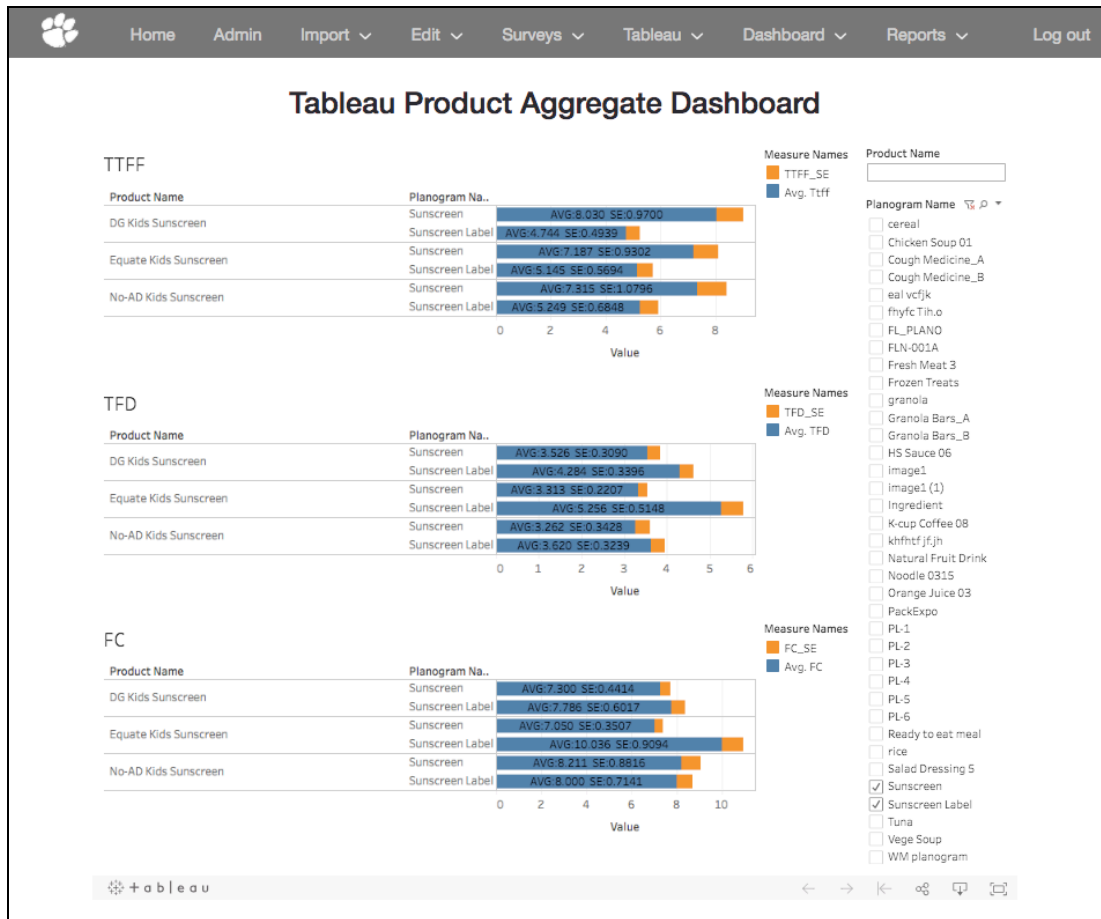 Home Admin Import Edit Surveys Tableau Dashboard Reports Log out
Tableau Product Aggregate Dashboard
TTFF
Measure Names
TTFF_SE
Avg. Ttff
Product Name Planogram Na..
DG Kids Sunscreen
Sunscreen AVG:8.030 SE:0.9700
Sunscreen Label AVG:4.744 SE:0.4939
Equate Kids Sunscreen
Sunscreen AVG:7.187 SE:0.9302
Sunscreen Label AVG:5.145 SE:0.5694
No-AD Kids Sunscreen
Sunscreen AVG:7.315 SE:1.0796
Sunscreen Label AVG:5.249 SE:0.6848
0 2 4 6 8
Value
TFD
Measure Names
TFD_SE
Avg. TFD
Product Name Planogram Na..
DG Kids Sunscreen
Sunscreen AVG:3.526 SE:0.3090
Sunscreen Label AVG:4.284 SE:0.3396
Equate Kids Sunscreen
Sunscreen AVG:3.313 SE:0.2207
Sunscreen Label AVG:5.256 SE:0.5148
No-AD Kids Sunscreen
Sunscreen AVG:3.262 SE:0.3428
Sunscreen Label AVG:3.620 SE:0.3239
0 1 2 3 4 5 6
Value
FC
Measure Names
FC_SE
Avg. FC
Product Name Planogram Na..
DG Kids Sunscreen
Sunscreen AVG:7.300 SE:0.4414
Sunscreen Label AVG:7.786 SE:0.6017
Equate Kids Sunscreen
Sunscreen AVG:7.050 SE:0.3507
Sunscreen Label AVG:10.036 SE:0.9094
No-AD Kids Sunscreen
Sunscreen AVG:8.211 SE:0.8816
Sunscreen Label AVG:8.000 SE:0.7141
0 2 4 6 8 10
Value
Product Name
Planogram Name
cereal
Chicken Soup 01
Cough Medicine_A
Cough Medicine_B
eal vcfjk
fhyfc Tih.o
FL_PLANO
FLN-001A
Fresh Meat 3
Frozen Treats
granola
Granola Bars_A
Granola Bars_B
HS Sauce 06
image1
image1 (1)
Ingredient
K-cup Coffee 08
khfhtf jf.jh
Natural Fruit Drink
Noodle 0315
Orange Juice 03
PackExpo
PL-1
PL-2
PL-3
PL-4
PL-5
PL-6
Ready to eat meal
rice
Salad Dressing 5
Sunscreen
Sunscreen Label
Tuna
Vege Soup
WM planogram
+ableau